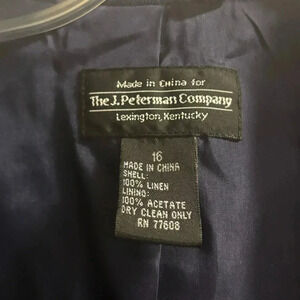 Made in China for
The J. Peterman Company
Lexington, Kentucky
16
MADE IN CHINA
SHELL:
100% LINEN
LINING:
100% ACETATE
DRY CLEAN ONLY
RN 77608